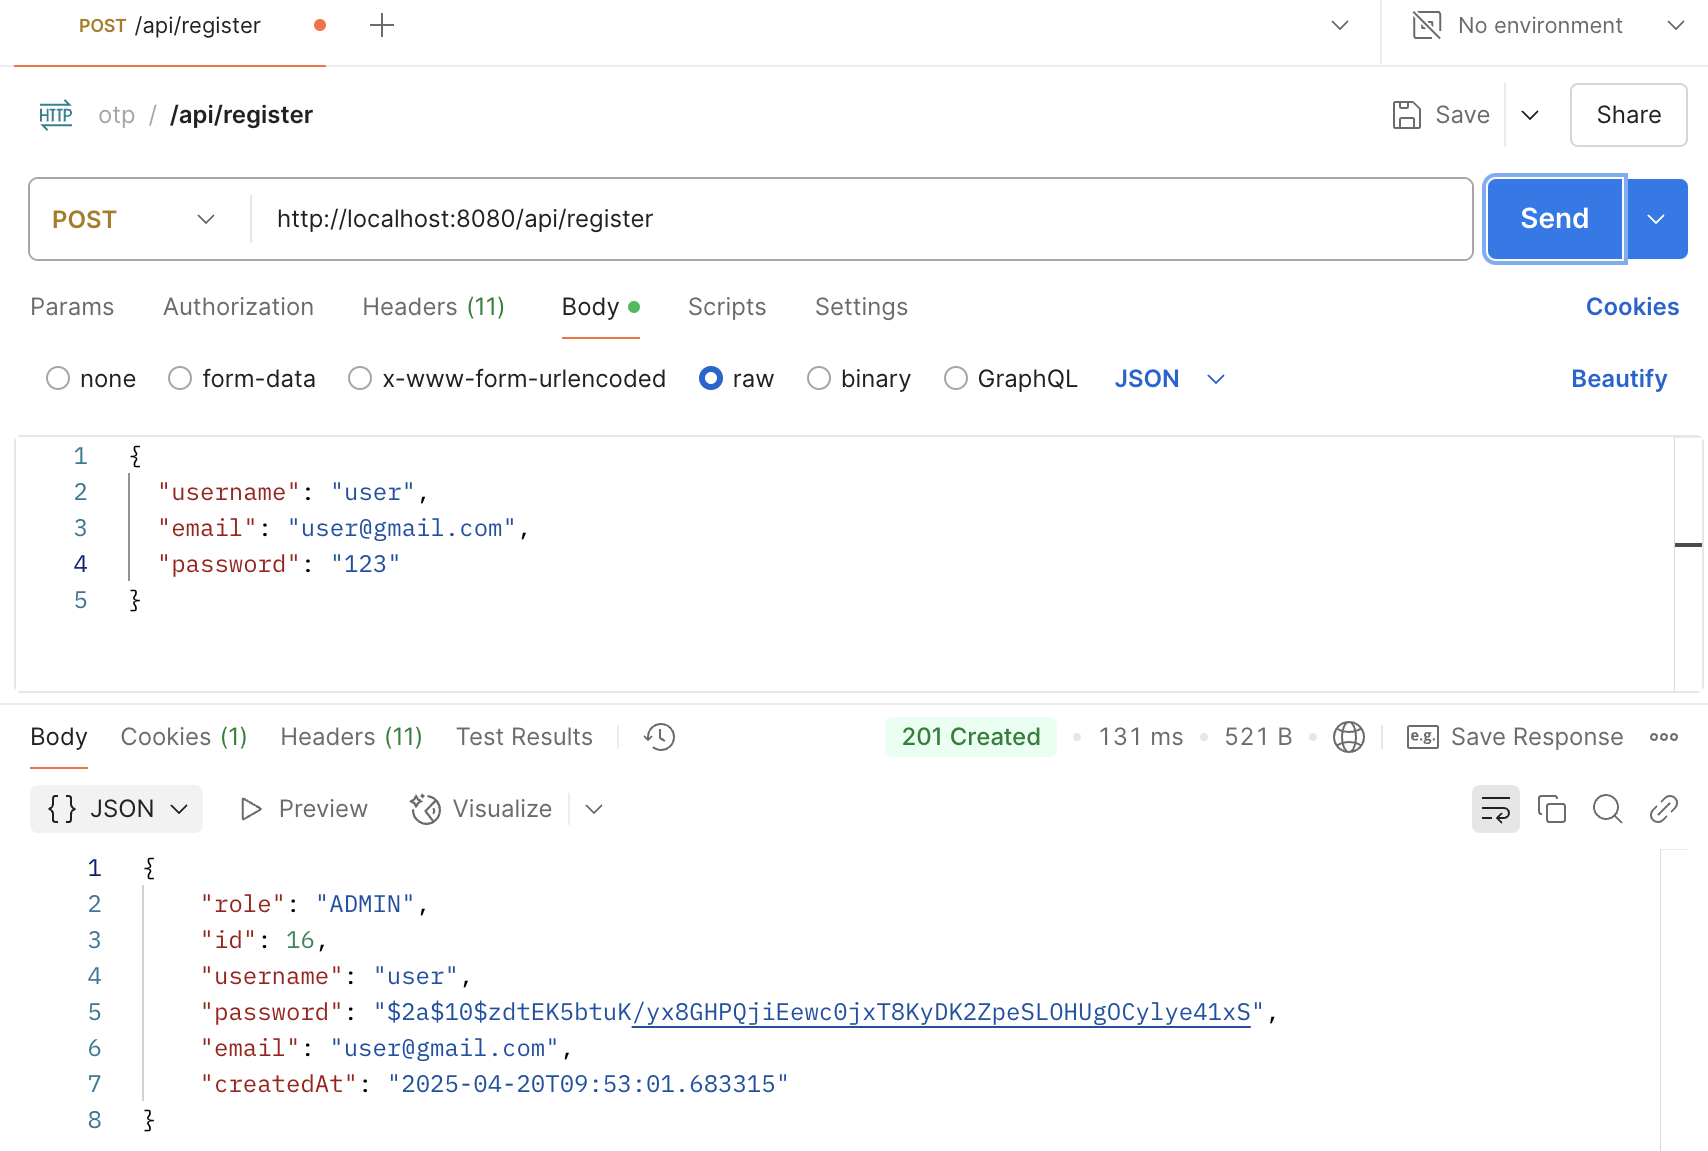 POST /api/register
No environment
HTTP otp / /api/register
Save
Share
POST http://localhost:8080/api/register
Send
Params Authorization Headers (11) Body Scripts Settings Cookies
none form-data x-www-form-urlencoded raw binary GraphQL JSON Beautify
1 {
2 "username": "user",
3 "email": "user@gmail.com",
4 "password": "123"
5 }
Body Cookies (1) Headers (11) Test Results 201 Created 131 ms 521 B e.g. Save Response
{} JSON Preview Visualize
1 {
2 "role": "ADMIN",
3 "id": 16,
4 "username": "user",
5 "password": "$2a$10$zdtEK5btuK/yx8GHPQjiEewc0jxT8KyDK2ZpeSLOHUgOCylye41xS",
6 "email": "user@gmail.com",
7 "createdAt": "2025-04-20T09:53:01.683315"
8 }